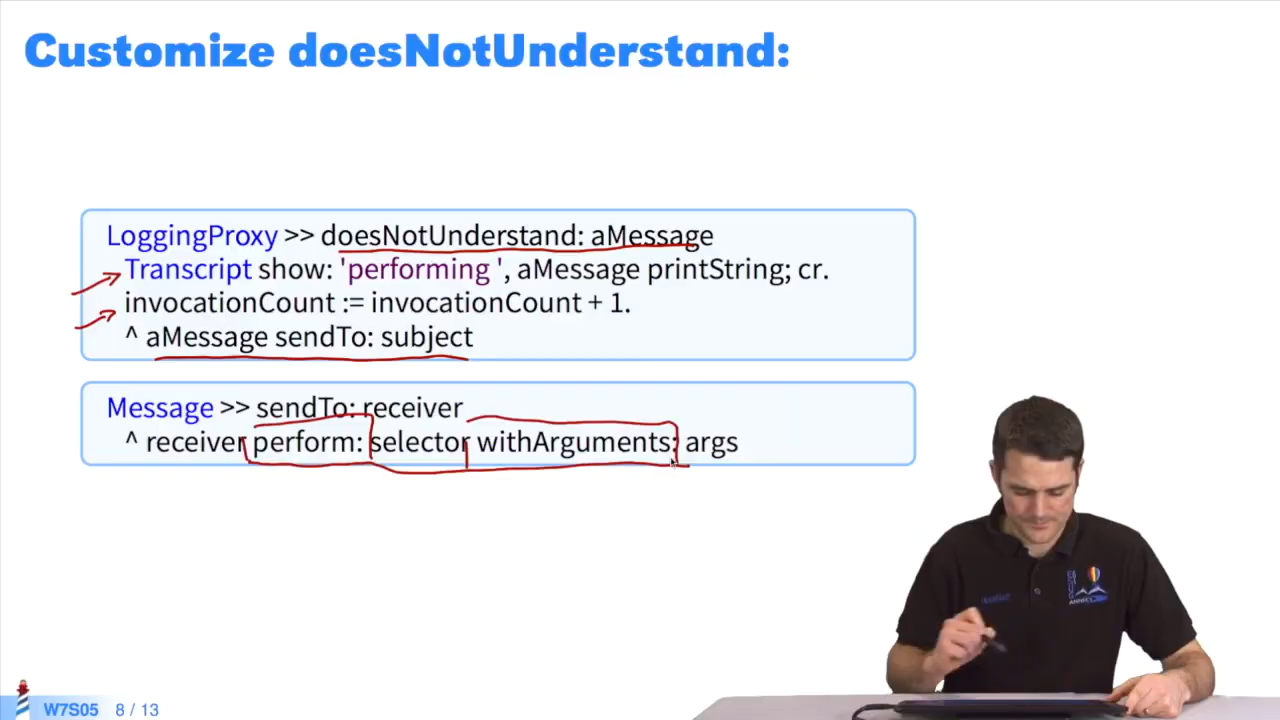 Customize doesNotUnderstand:
LoggingProxy >> doesNotUnderstand: aMessage
Transcript show: 'performing ', aMessage printString; cr.
invocationCount := invocationCount + 1.
^ aMessage sendTo: subject
Message >> sendTo: receiver
^ receiver perform: selector withArguments: args
W7S05 8 / 13